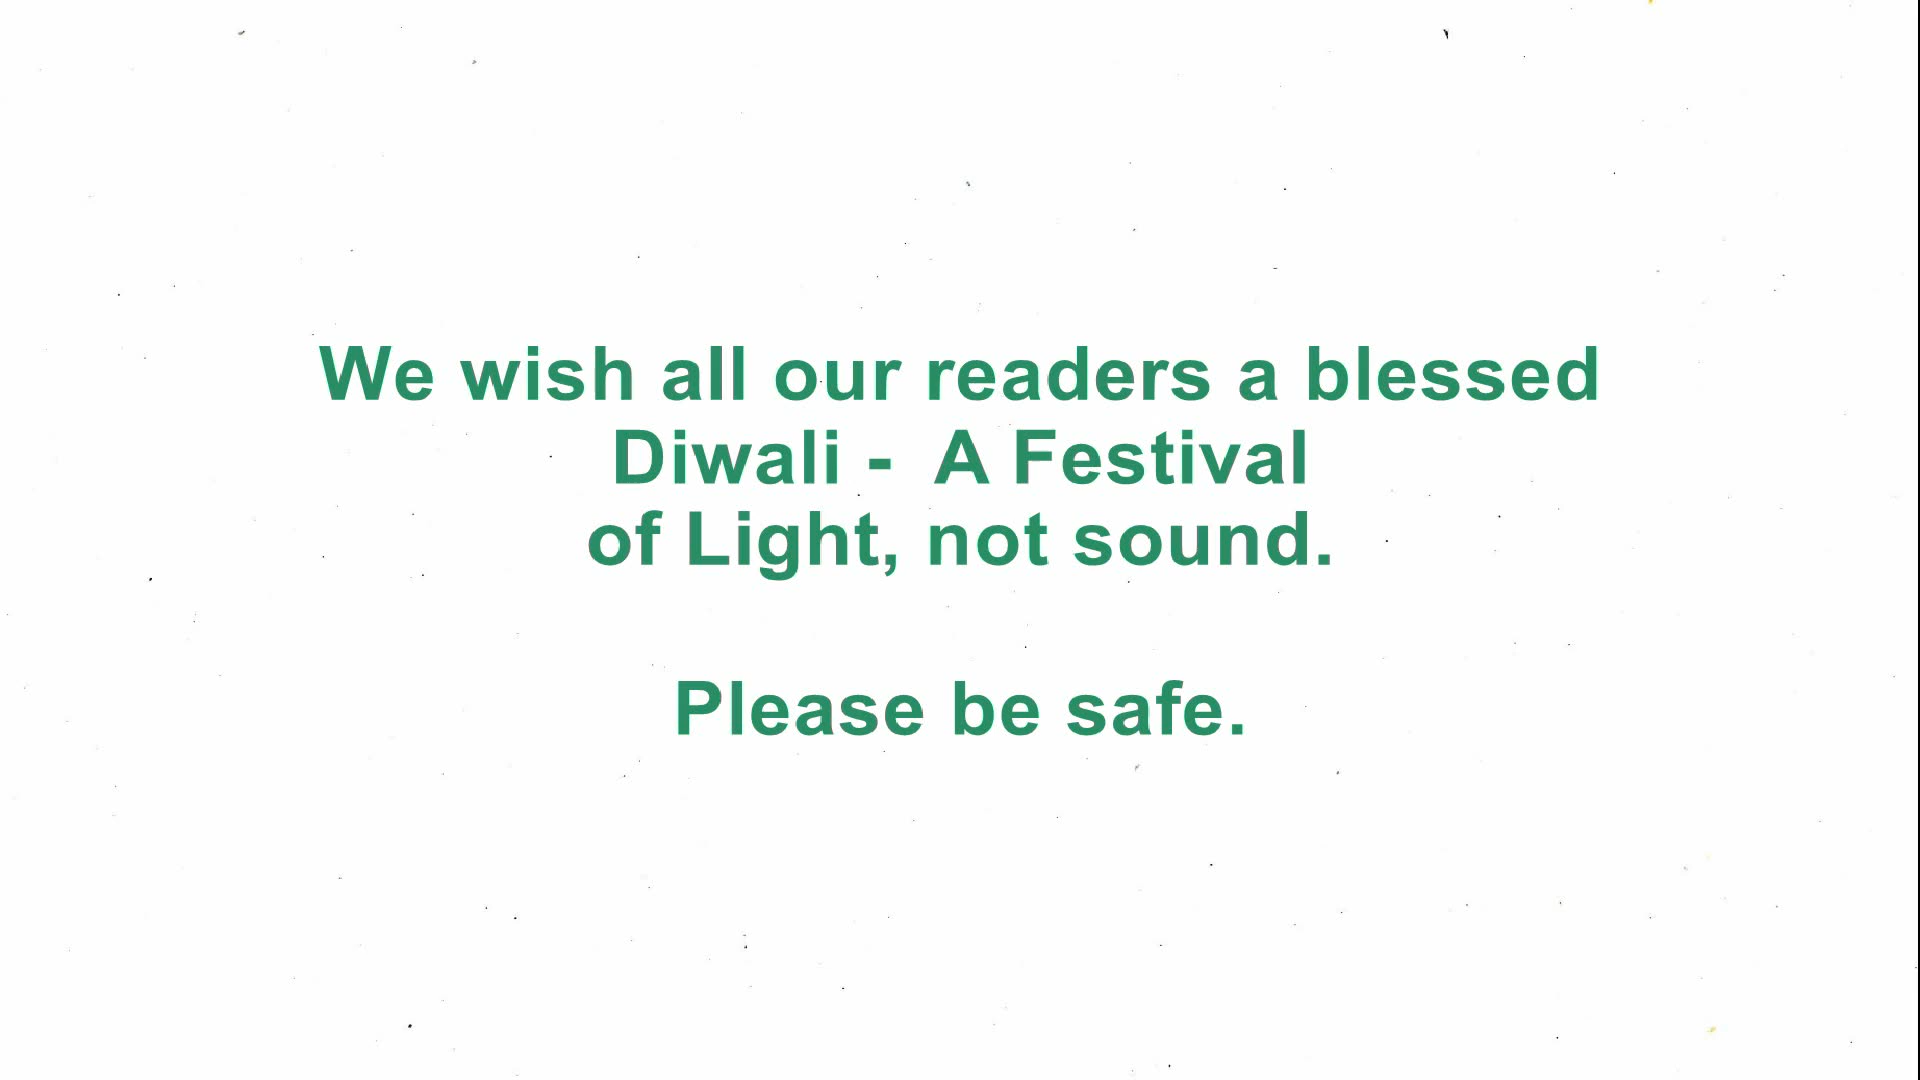 We wish all our readers a blessed
Diwali -  A Festival
of Light, not sound.
Please be safe.